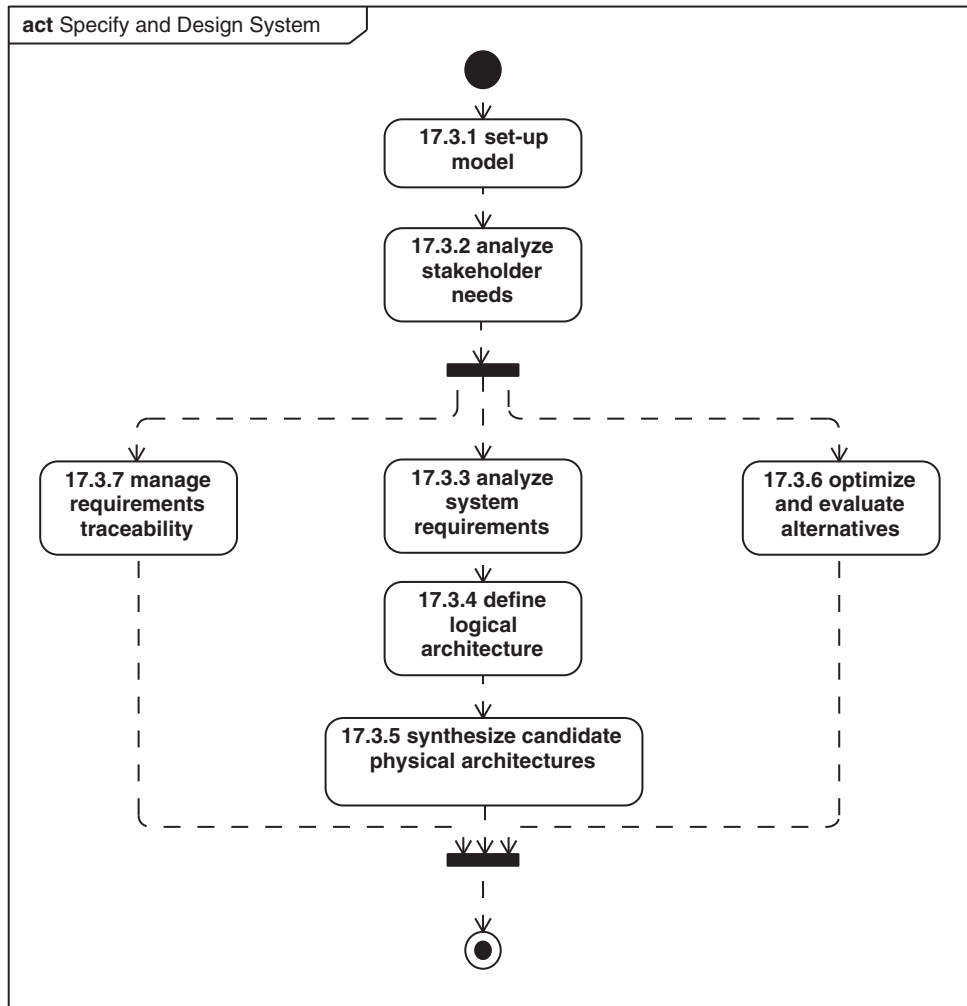 act Specify and Design System
17.3.1 set-up
model
17.3.2 analyze
stakeholder
needs
17.3.7 manage
requirements
traceability
17.3.3 analyze
system
requirements
17.3.6 optimize
and evaluate
alternatives
17.3.4 define
logical
architecture
17.3.5 synthesize candidate
physical architectures